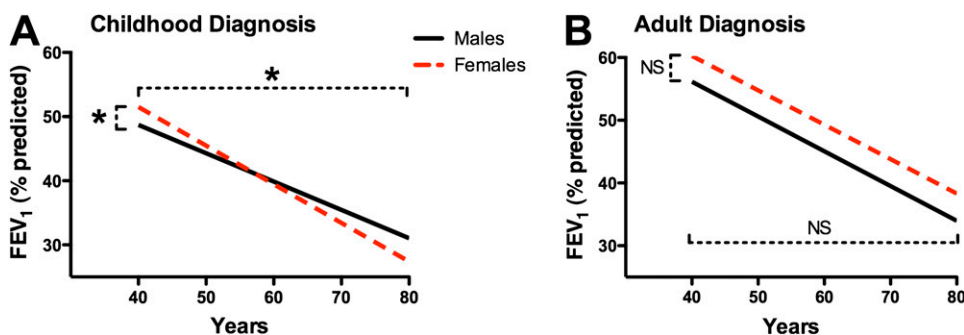 A Childhood Diagnosis
Males
Females
FEV1 (% predicted)
60
50
40
30
*
*
40 50 60 70 80
Years
B Adult Diagnosis
FEV1 (% predicted)
60
50
40
30
NS
NS
40 50 60 70 80
Years